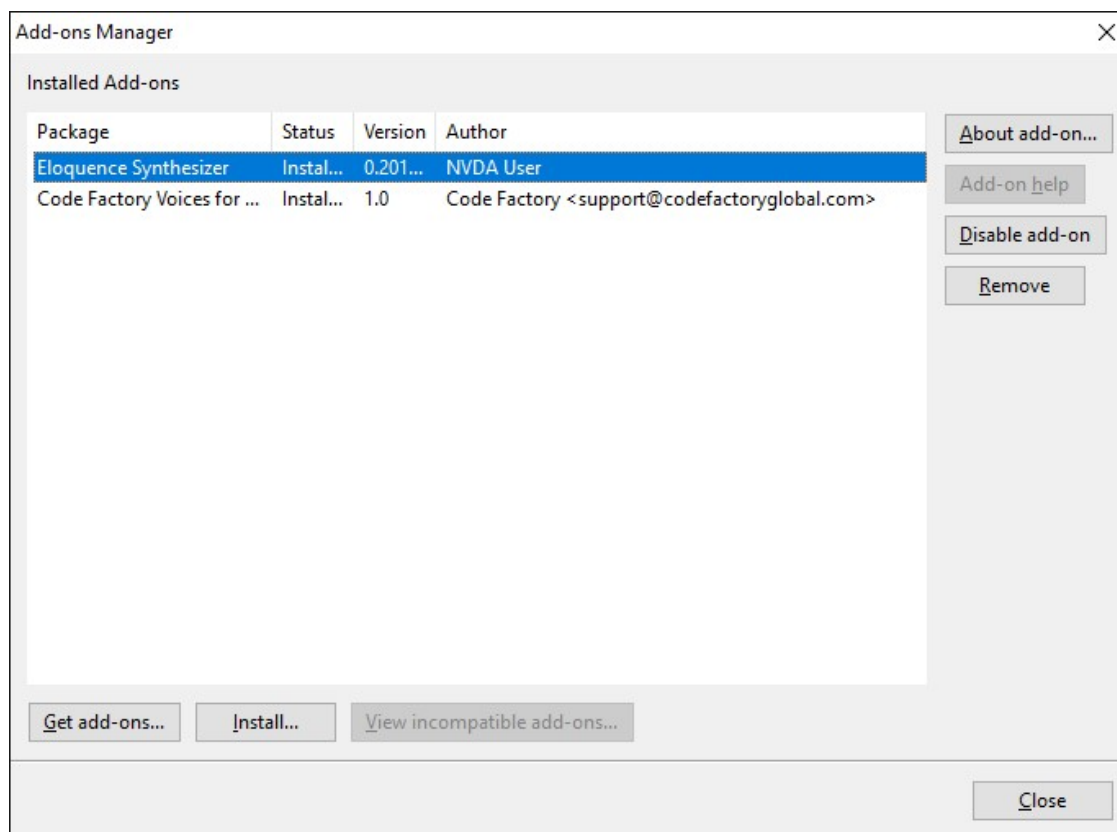 Add-ons Manager
Installed Add-ons
Package Status Version Author
Eloquence Synthesizer Instal... 0.201... NVDA User
Code Factory Voices for ... Instal... 1.0 Code Factory <support@codefactoryglobal.com>
About add-on...
Add-on help
Disable add-on
Remove
Get add-ons... Install... View incompatible add-ons...
Close